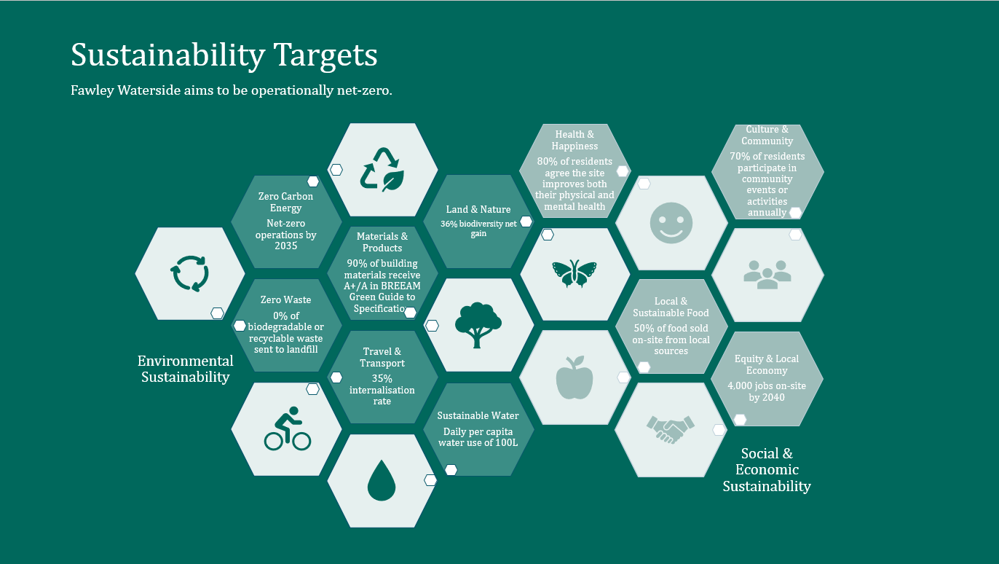 Sustainability Targets
Fawley Waterside aims to be operationally net-zero.
Zero Carbon
Energy
Net-zero
operations by
2035
Zero Waste
0% of
biodegradable or
recyclable waste
sent to landfill
Environmental
Sustainability
Materials &
Products
90% of building
materials receive
A+/A in BREEAM
Green Guide to
Specification
Travel &
Transport
35%
internalisation
rate
Land & Nature
36% biodiversity net
gain
Sustainable Water
Daily per capita
water use of 100L
Health &
Happiness
80% of residents
agree the site
improves both
their physical and
mental health
Local &
Sustainable Food
50% of food sold
on-site from local
sources
Culture &
Community
70% of residents
participate in
community
events or
activities
annually
Equity & Local
Economy
4,000 jobs on-site
by 2040
Social &
Economic
Sustainability